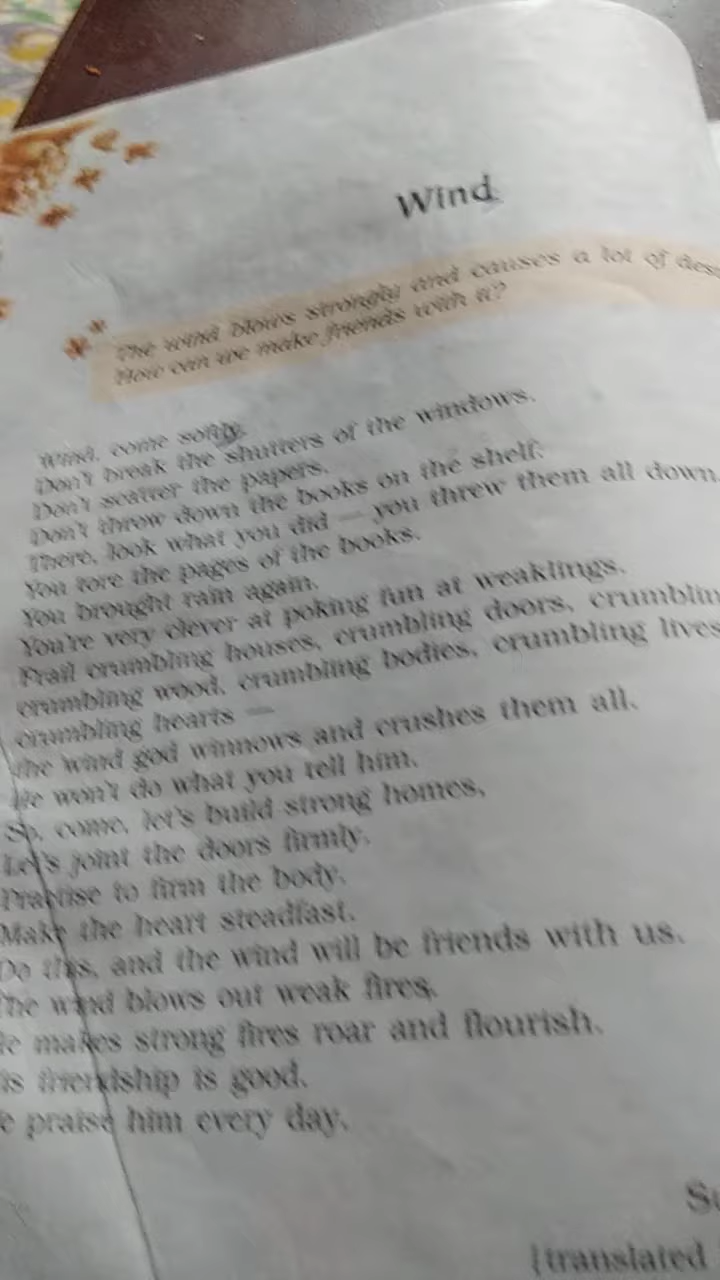 Wind
The wind blows strongly and causes a lot of
How can we make friends with it?
Wind, come softly.
Don't break the shutters of the windows.
Don't scatter the papers.
Don't throw down the books on the shelf.
There, look what you did — you threw them all down.
You tore the pages of the books.
You brought rain again.
You're very clever at poking fun at weaklings.
Frail crumbling houses, crumbling doors,
crumbling wood, crumbling bodies, crumbling lives
crumbling hearts —
the wind god winnows and crushes them all.
He won't do what you tell him.
So, come, let's build strong homes,
Let's joint the doors firmly.
Practise to firm the body.
Make the heart steadfast.
Do this, and the wind will be friends with us.
The wind blows out weak fires.
makes strong fires roar and flourish.
friendship is good.
praise him every day.
(translated